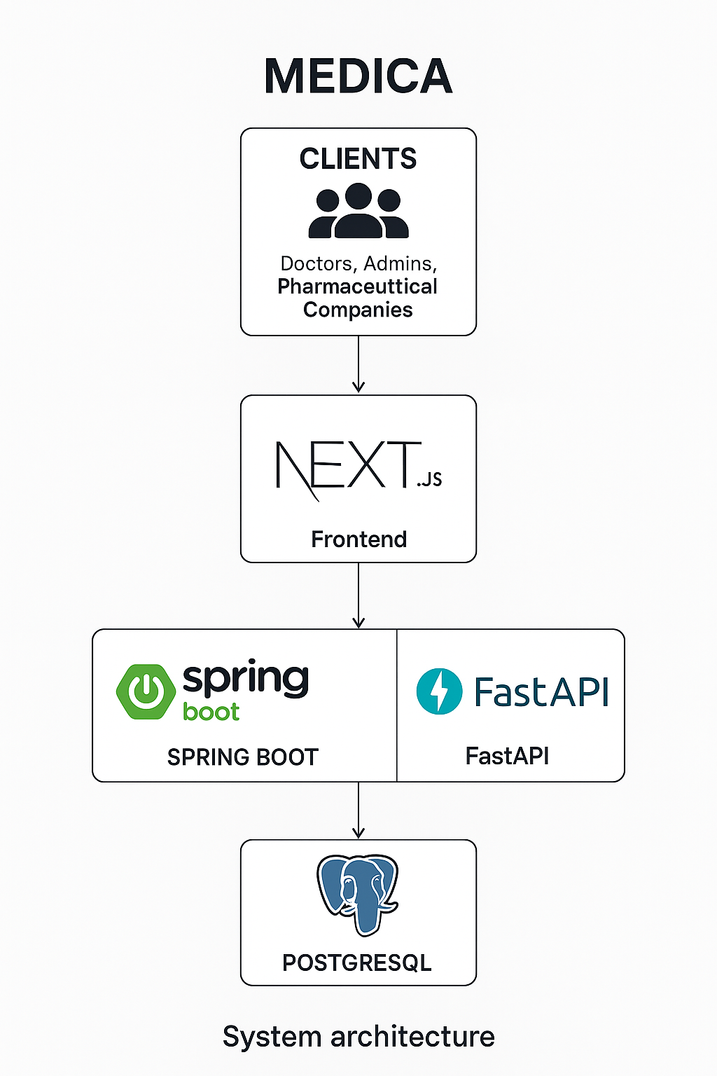 MEDICA
CLIENTS
Doctors, Admins,
Pharmaceuttical
Companies
NEXT.JS
Frontend
spring
boot
SPRING BOOT
FastAPI
FastAPI
POSTGRESQL
System architecture